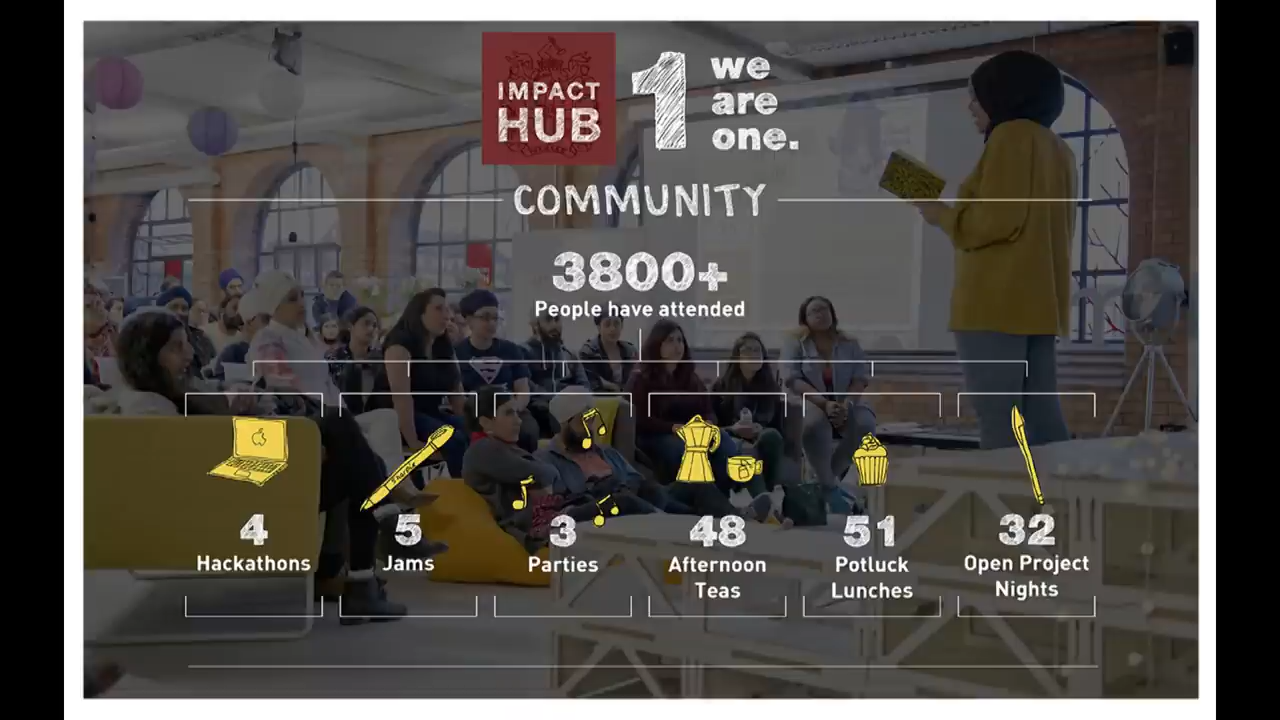 IMPACT
HUB
1
we
are
one.
COMMUNITY
3800+
People have attended
Sharpie
4
Hackathons
5
Jams
3
Parties
48
Afternoon
Teas
51
Potluck
Lunches
32
Open Project
Nights